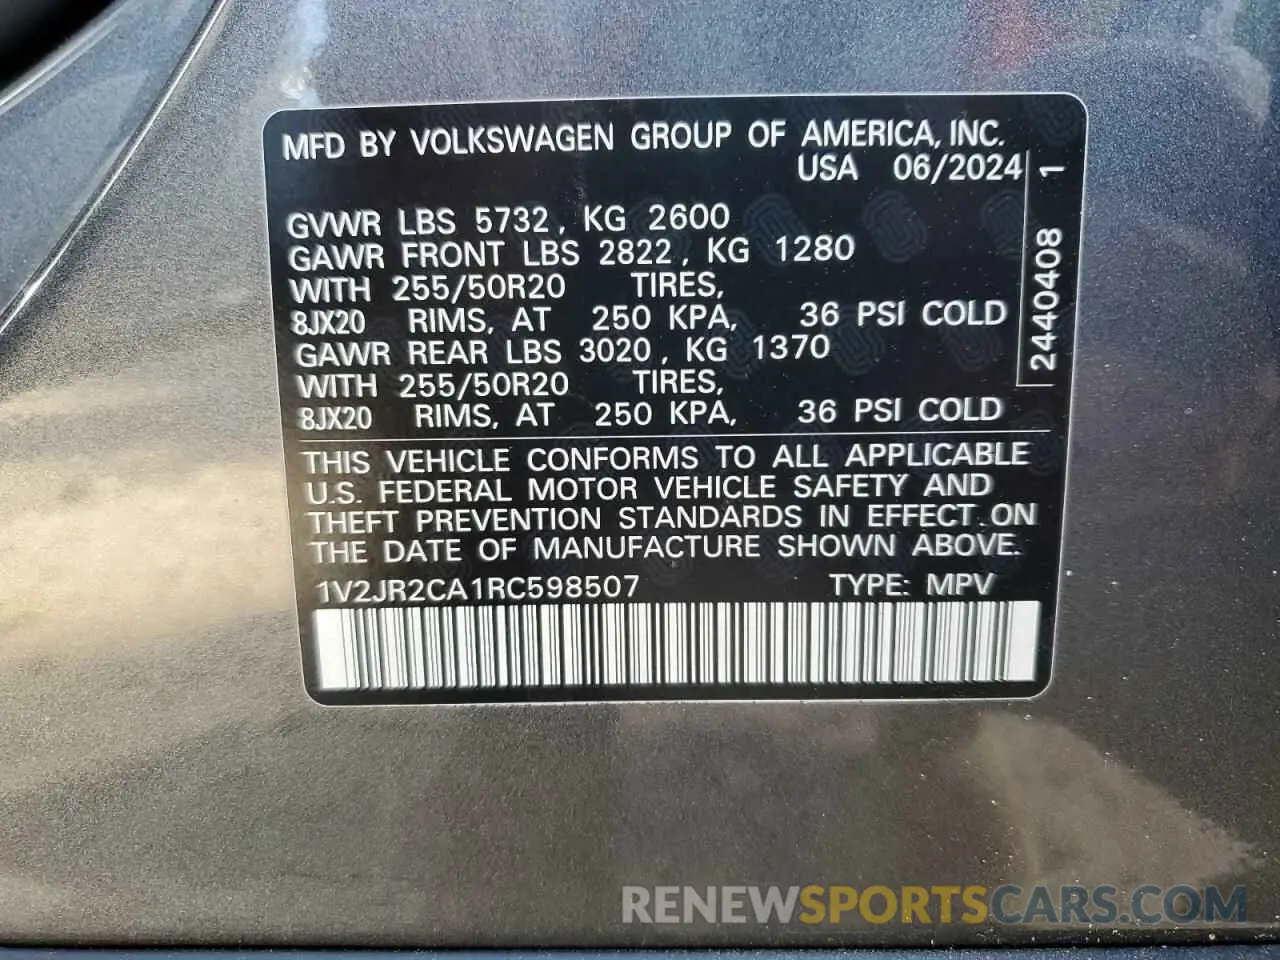 MFD BY VOLKSWAGEN GROUP OF AMERICA, INC.
USA 06/2024
GVWR LBS 5732, KG 2600
GAWR FRONT LBS 2822, KG 1280
WITH 255/50R20 TIRES,
8JX20 RIMS, AT 250 KPA, 36 PSI COLD
GAWR REAR LBS 3020, KG 1370
WITH 255/50R20 TIRES,
8JX20 RIMS, AT 250 KPA, 36 PSI COLD
2440408 1
THIS VEHICLE CONFORMS TO ALL APPLICABLE
U.S. FEDERAL MOTOR VEHICLE SAFETY AND
THEFT PREVENTION STANDARDS IN EFFECT ON
THE DATE OF MANUFACTURE SHOWN ABOVE.
1V2JR2CA1RC598507 TYPE: MPV
RENEWSPORTSCARS.COM